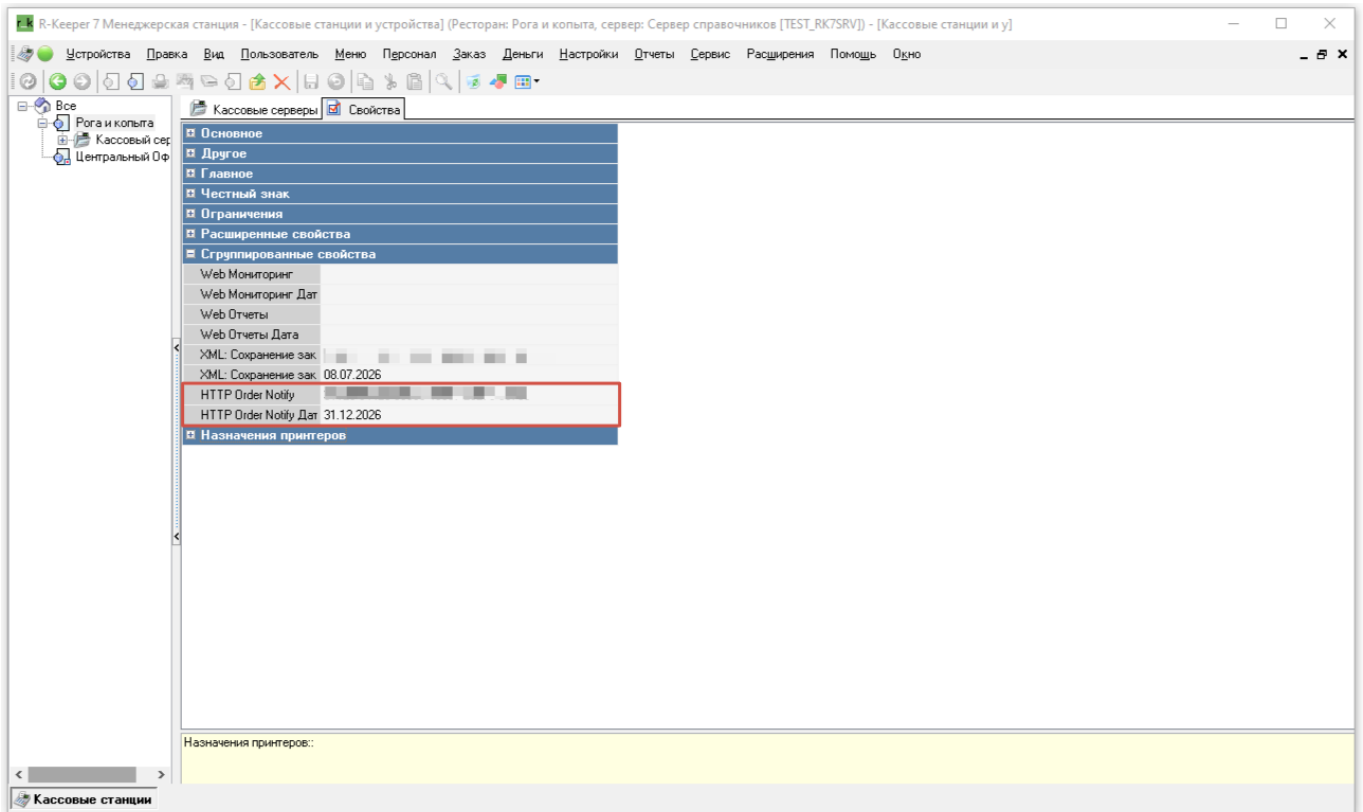 r_k R-Keeper 7 Менеджерская станция - [Кассовые станции и устройства] (Ресторан: Рога и копыта, сервер: Сервер справочников [TEST_RK7SRV]) - [Кассовые станции и у]
Устройства Правка Вид Пользователь Меню Персонал Заказ Деньги Настройки Отчеты Сервис Расширения Помощь Окно
Все
Рога и копыта
Кассовый сер
Центральный Оф
Кассовые серверы Свойства
Основное
Другое
Главное
Честный знак
Ограничения
Расширенные свойства
Сгруппированные свойства
Web Мониторинг
Web Мониторинг Дат
Web Отчеты
Web Отчеты Дата
XML: Сохранение зак
XML: Сохранение зак 08.07.2026
HTTP Order Notify
HTTP Order Notify Дат 31.12.2026
Назначения принтеров
Назначения принтеров::
Кассовые станции